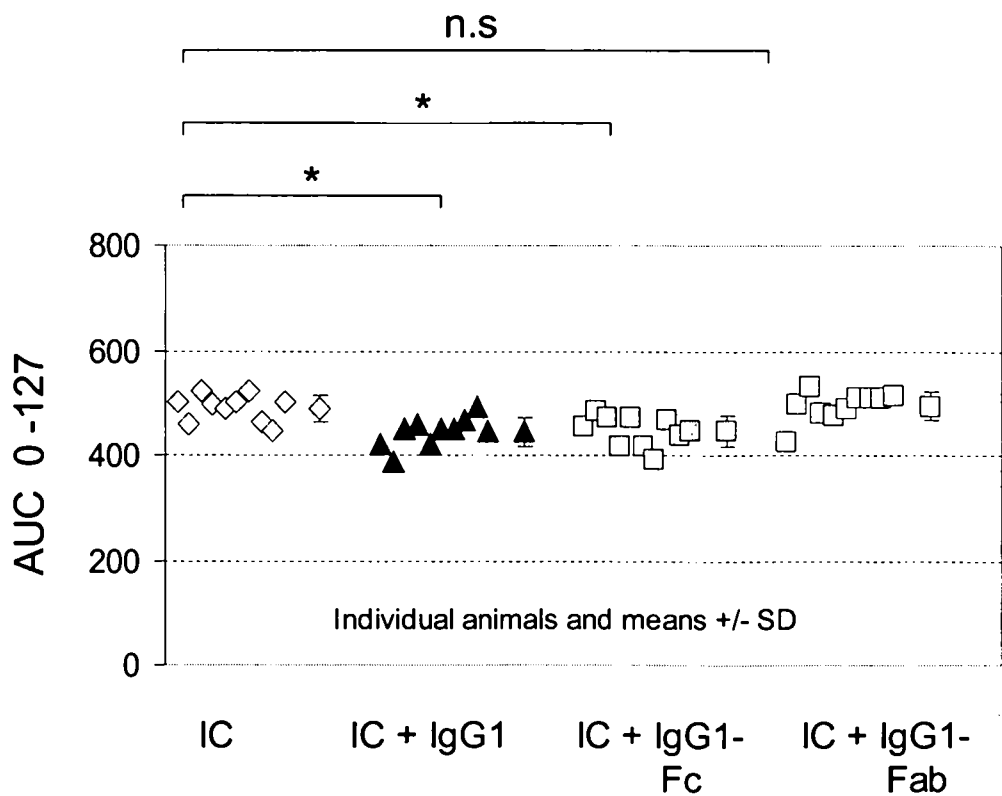 n.s
*
*
800
600
400
200
0
AUC 0-127
Individual animals and means +/- SD
IC
IC + IgG1
IC + IgG1-
Fc
IC + IgG1-
Fab